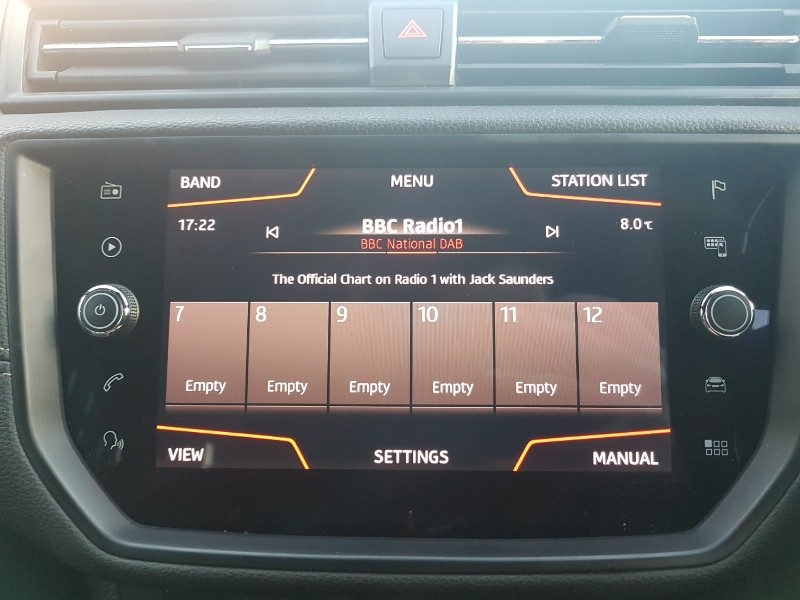 BAND MENU STATION LIST
17:22 BBC Radio1 8.0℃
BBC National DAB
The Official Chart on Radio 1 with Jack Saunders
7 8 9 10 11 12
Empty Empty Empty Empty Empty Empty
VIEW SETTINGS MANUAL